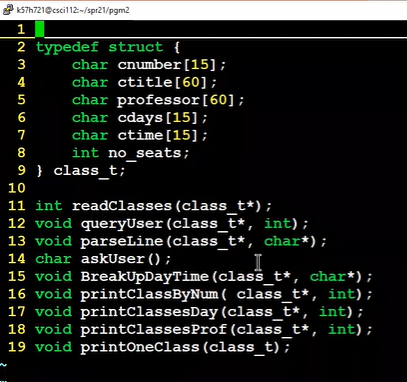 k57h721@csci112:~/spr21/pgm2
1
2 typedef struct {
3     char cnumber[15];
4     char ctitle[60];
5     char professor[60];
6     char cdays[15];
7     char ctime[15];
8     int no_seats;
9 } class_t;
10
11 int readClasses(class_t*);
12 void queryUser(class_t*, int);
13 void parseLine(class_t*, char*);
14 char askUser();
15 void BreakUpDayTime(class_t*, char*);
16 void printClassByNum( class_t*, int);
17 void printClassesDay(class_t*, int);
18 void printClassesProf(class_t*, int);
19 void printOneClass(class_t);
~